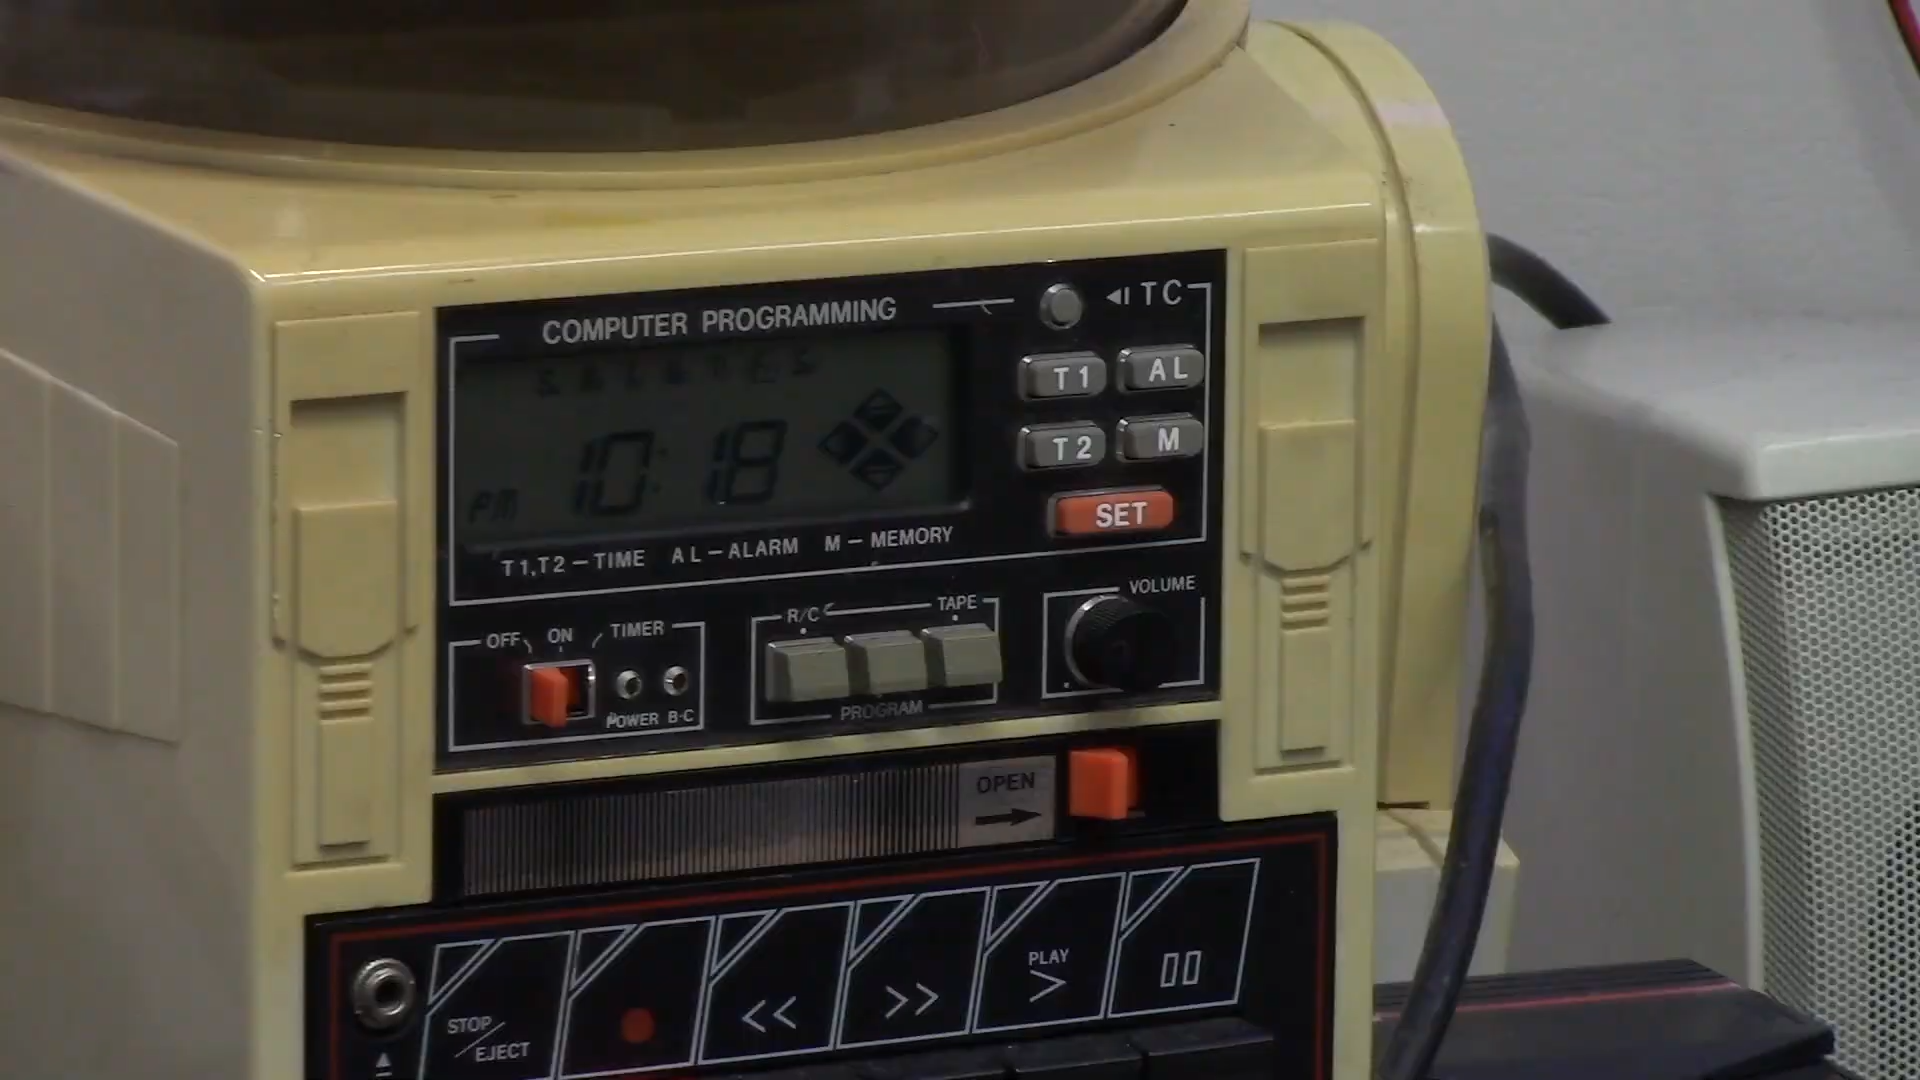 COMPUTER PROGRAMMING
TC
T1 AL
10:18
T2 M
PM
SET
T1,T2-TIME AL-ALARM M-MEMORY
VOLUME
R/C TAPE
OFF ON TIMER
PROGRAM
POWER B-C
OPEN
PLAY
STOP/EJECT